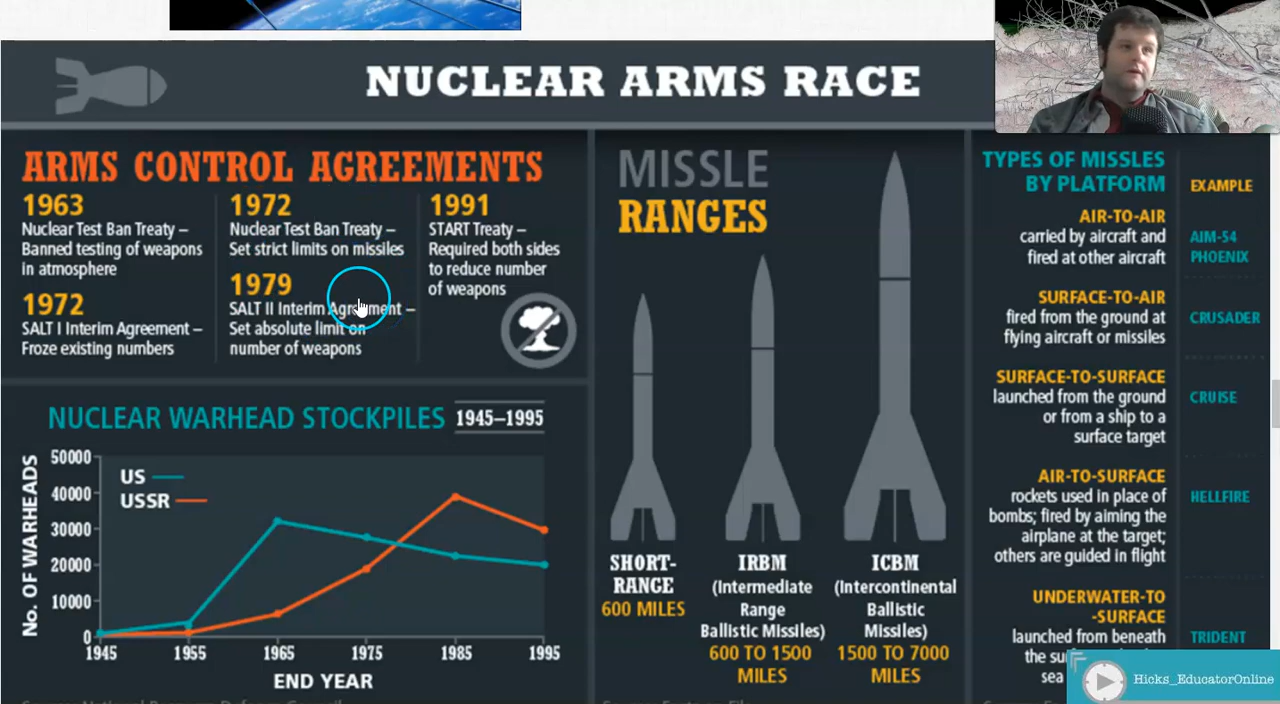 NUCLEAR ARMS RACE
ARMS CONTROL AGREEMENTS
1963
Nuclear Test Ban Treaty –
Banned testing of weapons
in atmosphere
1972
SALT I Interim Agreement –
Froze existing numbers
1972
Nuclear Test Ban Treaty –
Set strict limits on missiles
1979
SALT II Interim Agreement –
Set absolute limit on
number of weapons
1991
START Treaty –
Required both sides
to reduce number
of weapons
NUCLEAR WARHEAD STOCKPILES 1945–1995
No. OF WARHEADS
50000
40000
30000
20000
10000
0
US
USSR
1945 1955 1965 1975 1985 1995
END YEAR
MISSLE
RANGES
SHORT-
RANGE
600 MILES
IRBM
(Intermediate
Range
Ballistic Missiles)
600 TO 1500
MILES
ICBM
(Intercontinental
Ballistic
Missiles)
1500 TO 7000
MILES
TYPES OF MISSLES
BY PLATFORM
EXAMPLE
AIR-TO-AIR
carried by aircraft and
fired at other aircraft
AIM-54
PHOENIX
SURFACE-TO-AIR
fired from the ground at
flying aircraft or missiles
CRUSADER
SURFACE-TO-SURFACE
launched from the ground
or from a ship to a
surface target
CRUISE
AIR-TO-SURFACE
rockets used in place of
bombs; fired by aiming the
airplane at the target;
others are guided in flight
HELLFIRE
UNDERWATER-TO
-SURFACE
launched from beneath
the
sea
TRIDENT
Hicks_EducatorOnline